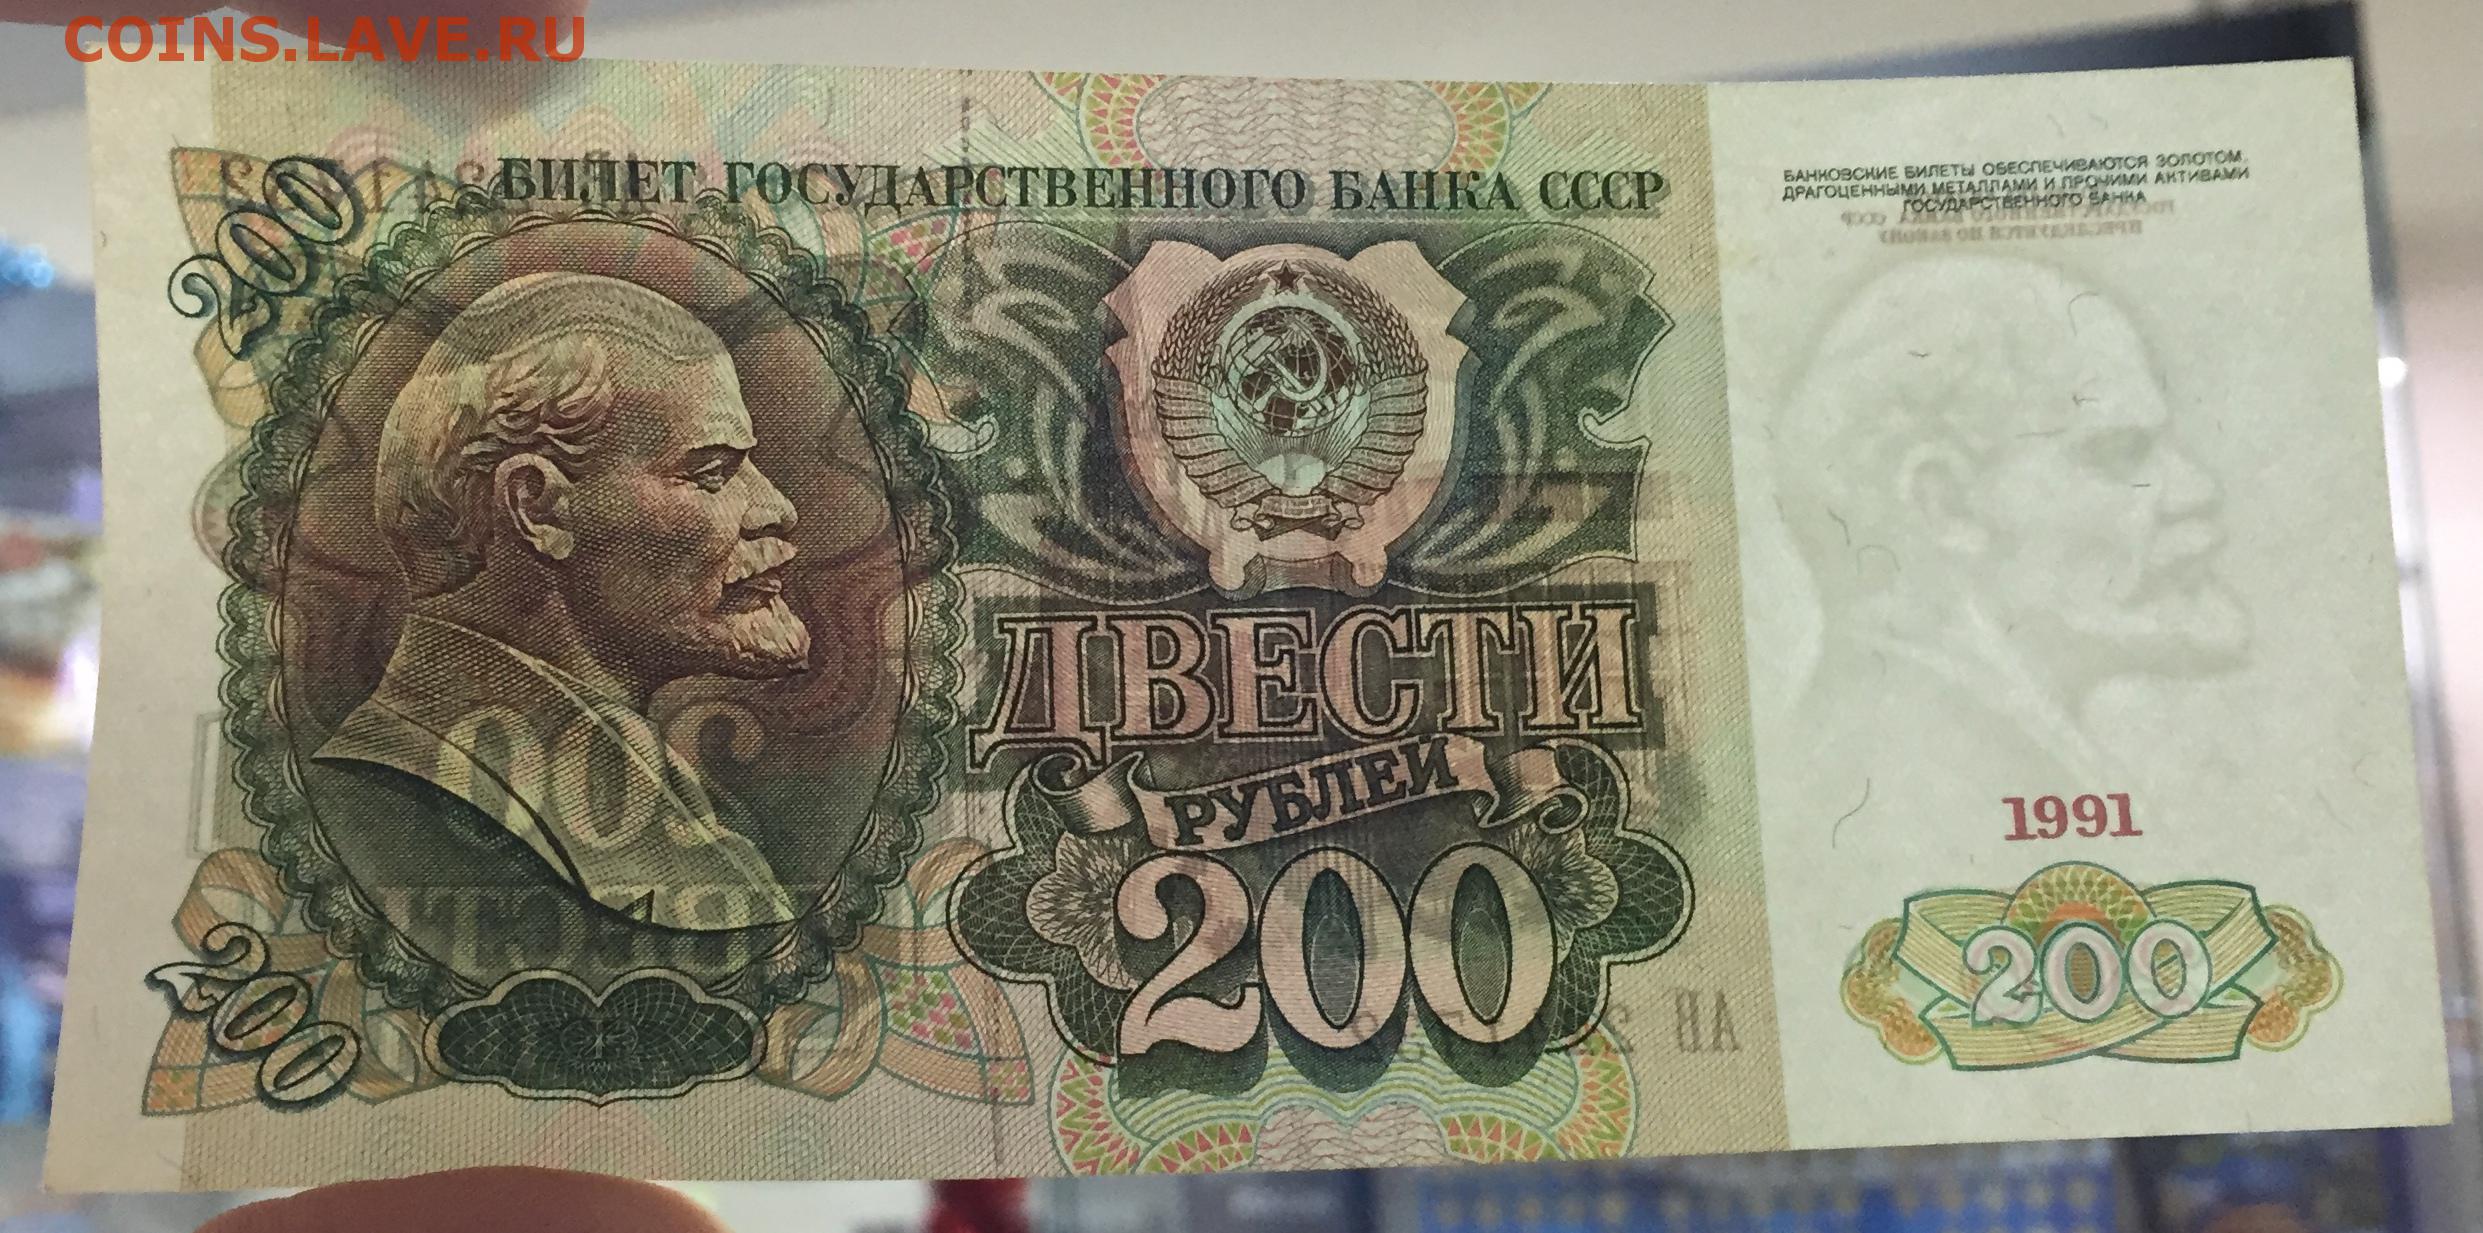 COINS.LAVE.RU
200
БИЛЕТ ГОСУДАРСТВЕННОГО БАНКА СССР
БАНКОВСКИЕ БИЛЕТЫ ОБЕСПЕЧИВАЮТСЯ ЗОЛОТОМ,
ДРАГОЦЕННЫМИ МЕТАЛЛАМИ И ПРОЧИМИ АКТИВАМИ
ГОСУДАРСТВЕННОГО БАНКА
ДВЕСТИ
РУБЛЕЙ
200
1991
200
200